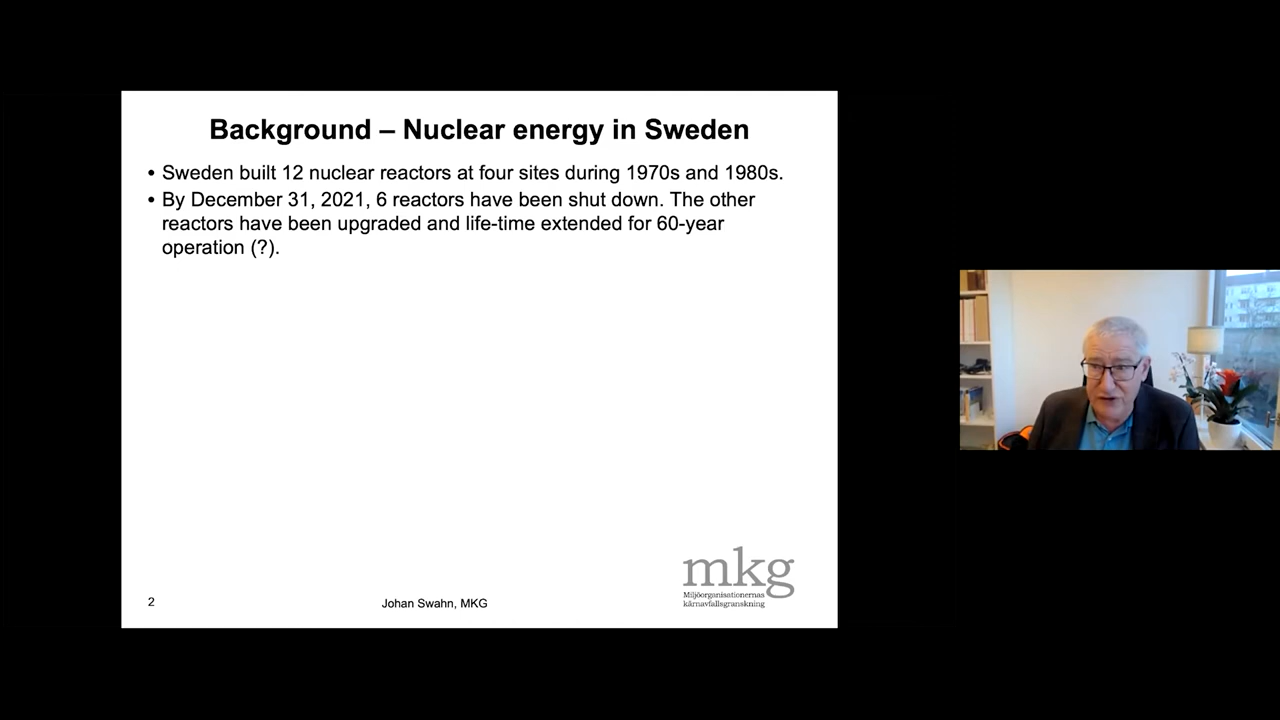 Background – Nuclear energy in Sweden
• Sweden built 12 nuclear reactors at four sites during 1970s and 1980s.
• By December 31, 2021, 6 reactors have been shut down. The other
reactors have been upgraded and life-time extended for 60-year
operation (?).
mkg
Miljöorganisationernas
kärnavfallsgranskning
2
Johan Swahn, MKG